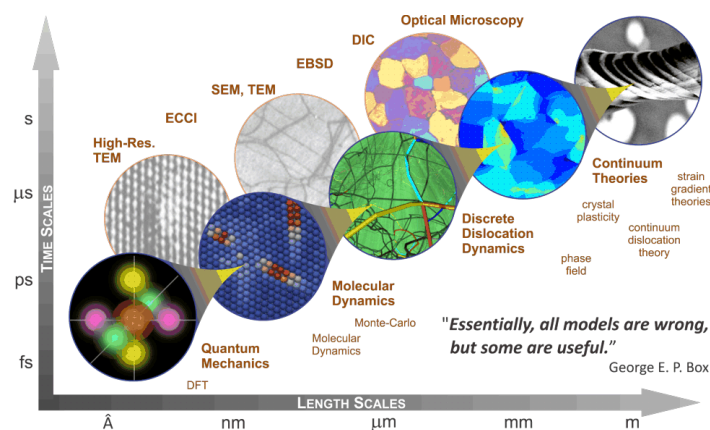 Optical Microscopy
DIC
EBSD
SEM, TEM
ECCI
High-Res.
TEM
s
μs
ps
fs
TIME SCALES
Continuum
Theories
strain
gradient
theories
crystal
plasticity
continuum
dislocation
theory
phase
field
Discrete
Dislocation
Dynamics
Molecular
Dynamics
Monte-Carlo
Molecular
Dynamics
Quantum
Mechanics
DFT
"Essentially, all models are wrong,
but some are useful.”
George E. P. Box
LENGTH SCALES
Â
nm
μm
mm
m